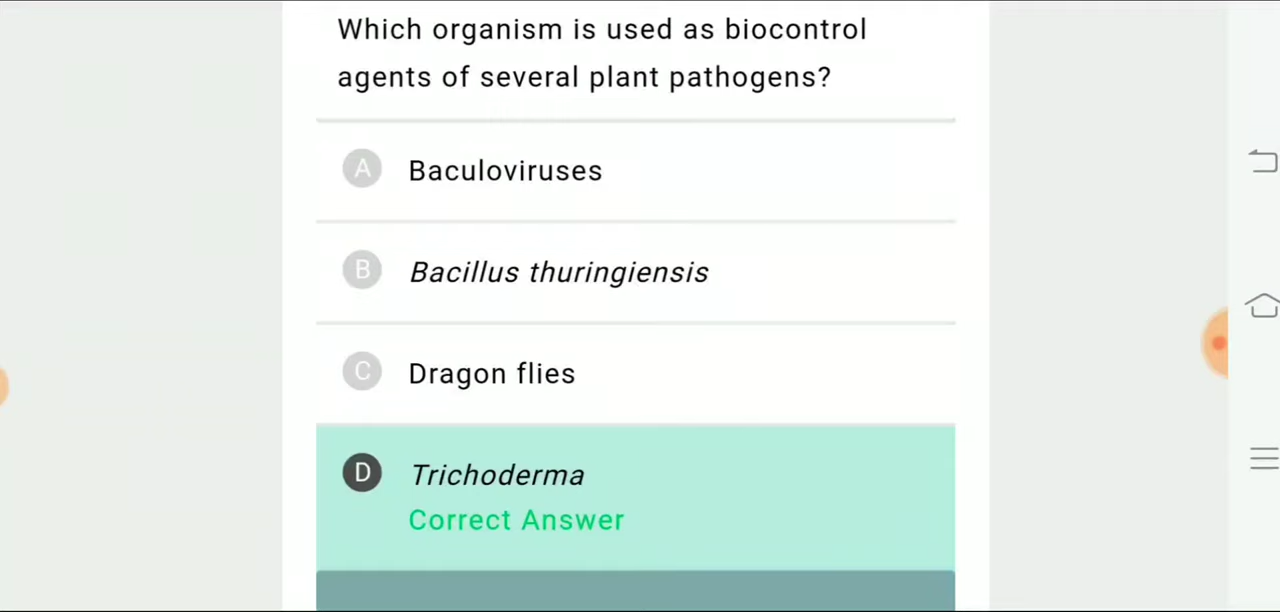 Which organism is used as biocontrol
agents of several plant pathogens?
A Baculoviruses
B Bacillus thuringiensis
C Dragon flies
D Trichoderma
Correct Answer